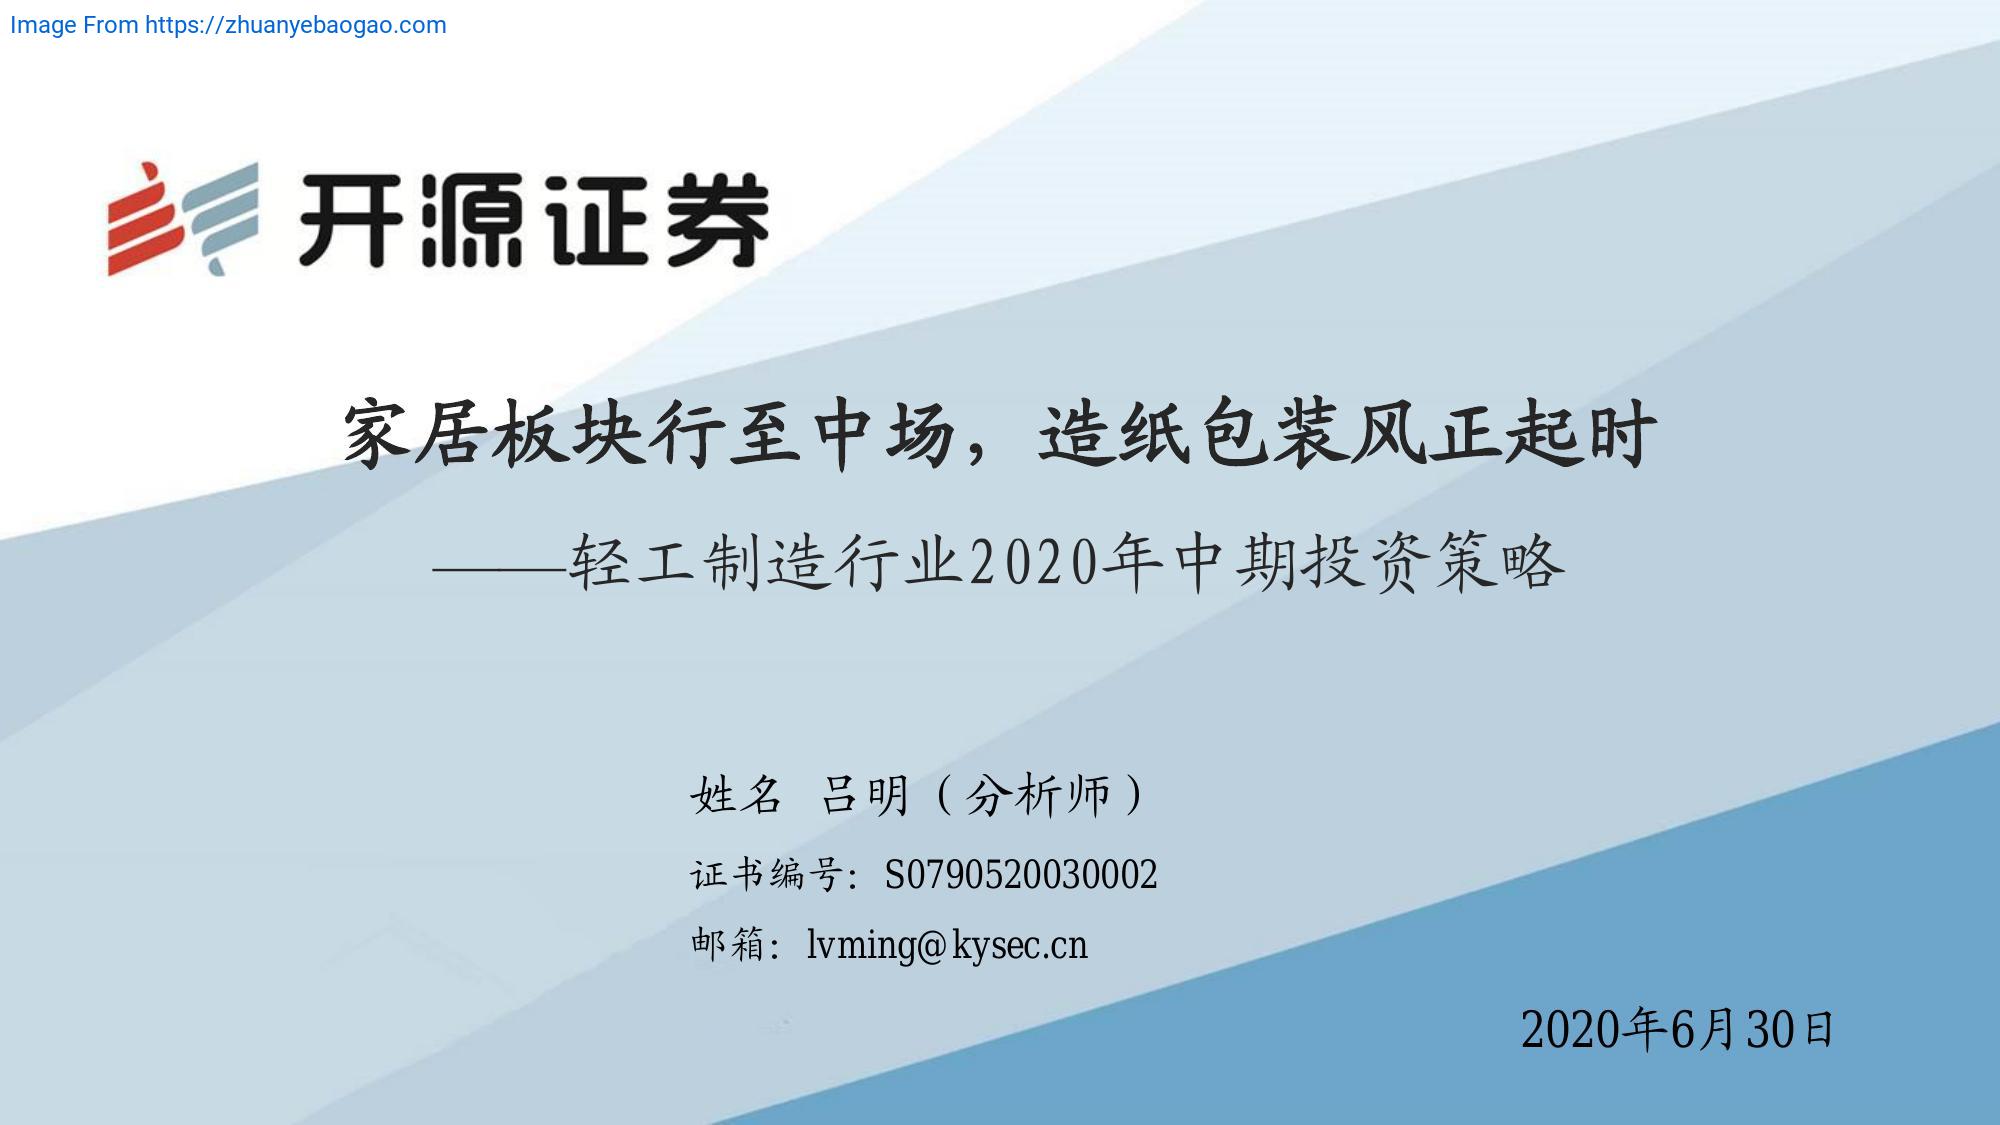 Image From https://zhuanyebaogao.com
开源证券
家居板块行至中场，造纸包装风正起时
——轻工制造行业2020年中期投资策略
姓名 吕明（分析师）
证书编号：S0790520030002
邮箱：lvming@kysec.cn
2020年6月30日